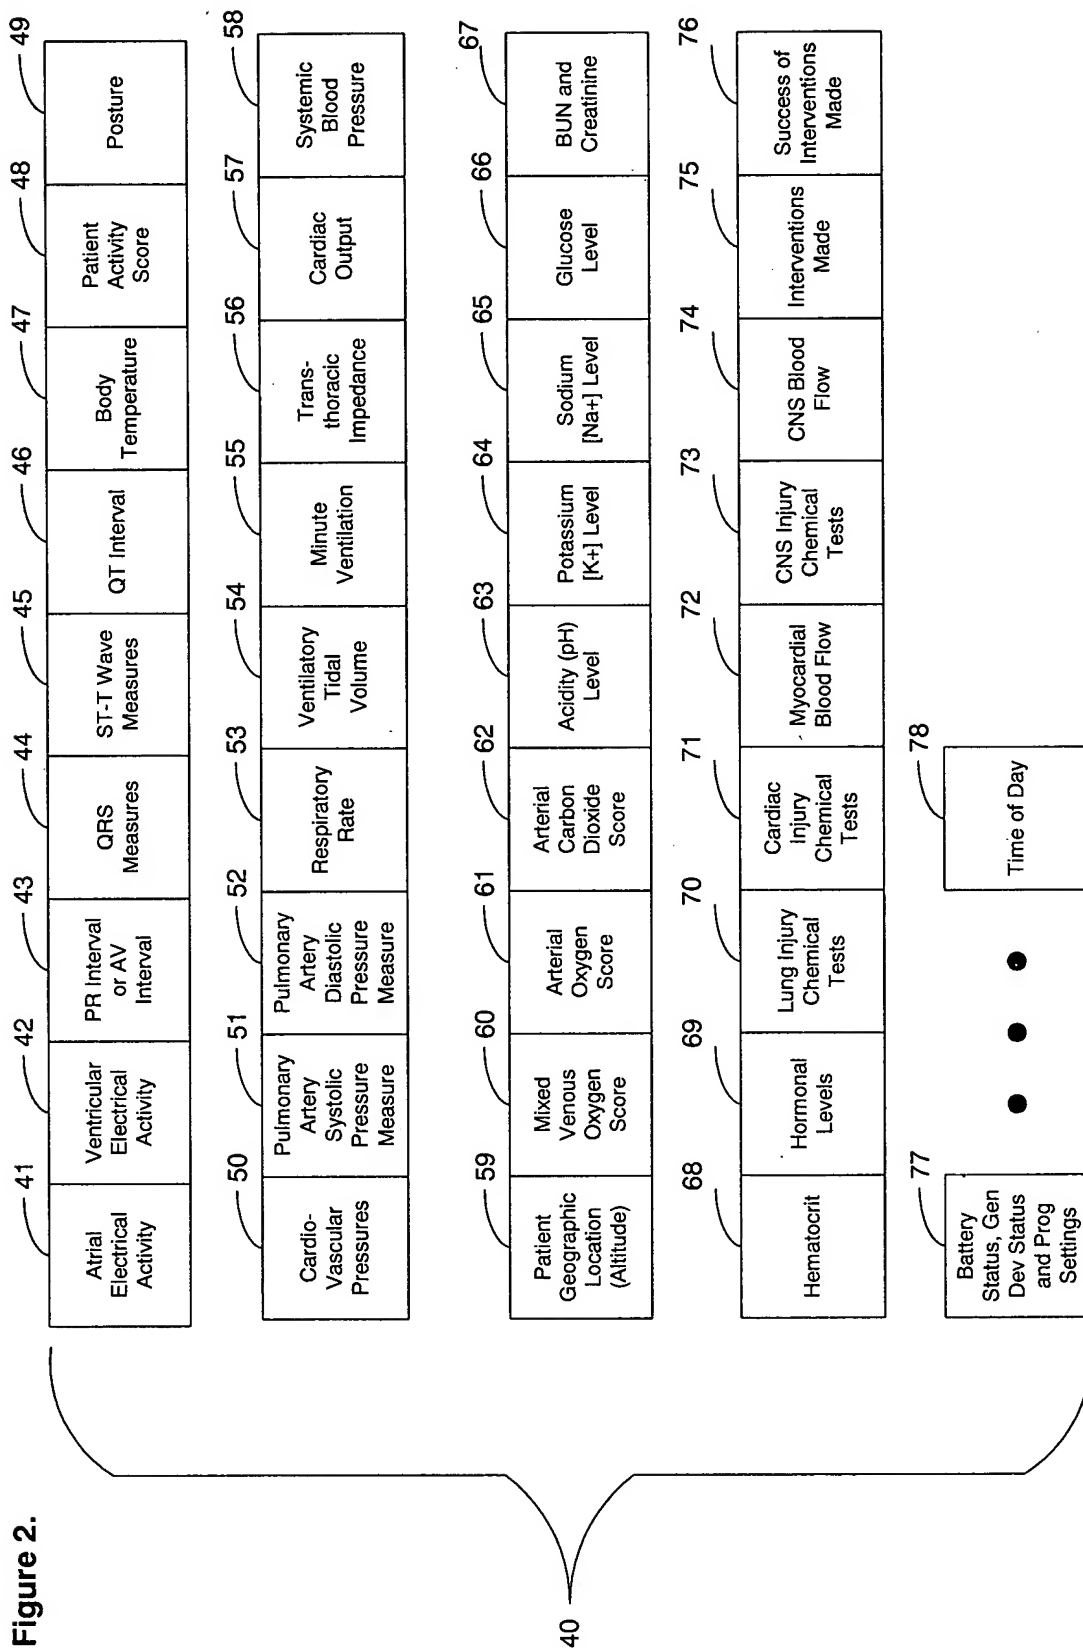 Figure 2.
40
41
42
43
44
45
46
47
48
49
Atrial
Electrical
Activity
Ventricular
Electrical
Activity
PR Interval
or AV
Interval
QRS
Measures
ST-T Wave
Measures
QT Interval
Body
Temperature
Patient
Activity
Score
Posture
50
51
52
53
54
55
56
57
58
Cardio-
Vascular
Pressures
Pulmonary
Artery
Systolic
Pressure
Measure
Pulmonary
Artery
Diastolic
Pressure
Measure
Respiratory
Rate
Ventilatory
Tidal
Volume
Minute
Ventilation
Trans-
thoracic
Impedance
Cardiac
Output
Systemic
Blood
Pressure
59
60
61
62
63
64
65
66
67
Patient
Geographic
Location
(Altitude)
Mixed
Venous
Oxygen
Score
Arterial
Oxygen
Score
Arterial
Carbon
Dioxide
Score
Acidity (pH)
Level
Potassium
[K+] Level
Sodium
[Na+] Level
Glucose
Level
BUN and
Creatinine
68
69
70
71
72
73
74
75
76
Hematocrit
Hormonal
Levels
Lung Injury
Chemical
Tests
Cardiac
Injury
Chemical
Tests
Myocardial
Blood Flow
CNS Injury
Chemical
Tests
CNS Blood
Flow
Interventions
Made
Success of
Interventions
Made
77
78
Battery
Status, Gen
Dev Status
and Prog
Settings
Time of Day